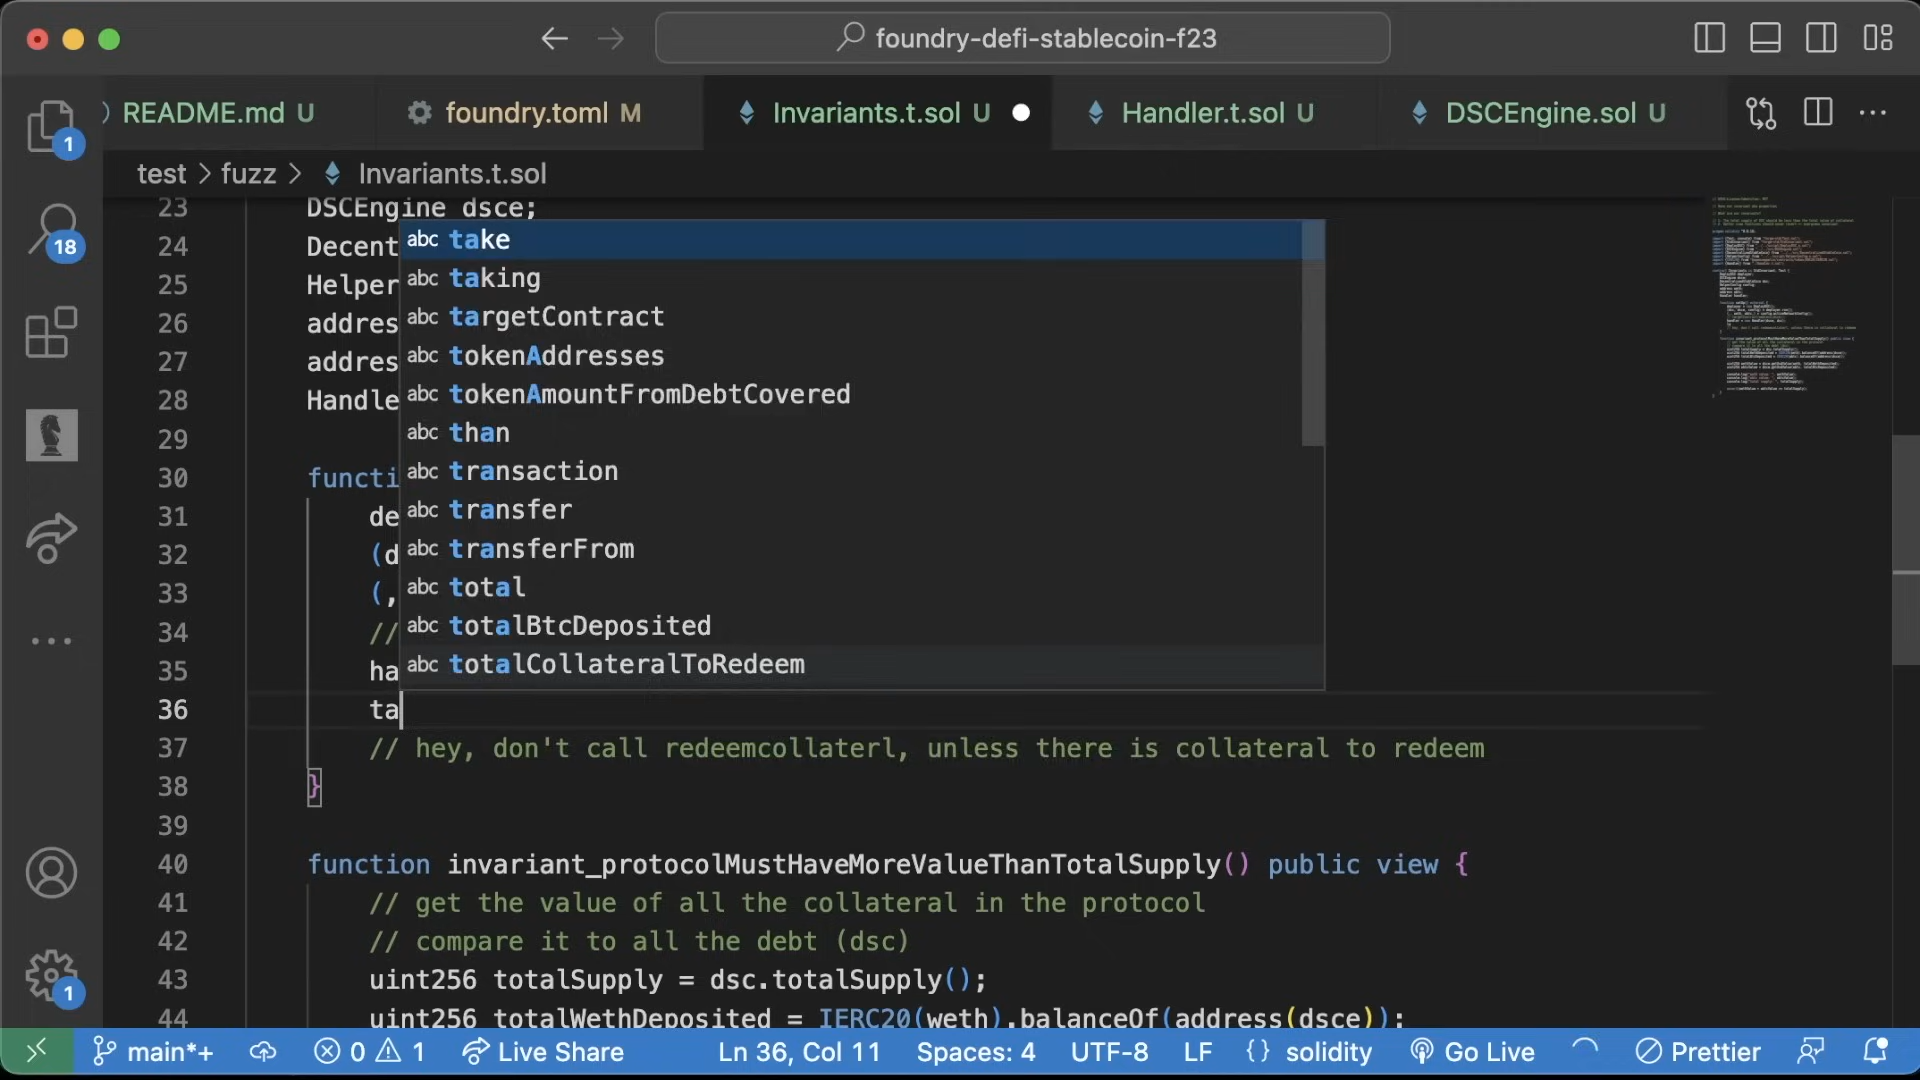 foundry-defi-stablecoin-f23
README.md U
foundry.toml M
Invariants.t.sol U
Handler.t.sol U
DSCEngine.sol U
1
18
1
test > fuzz > Invariants.t.sol
23 DSCEngine dsce;
24 Decent
25 Helper
26 addres
27 addres
28 Handle
29
30 functi
31 de
32 (d
33 (,
34 //
35 ha
36 ta
37 // hey, don't call redeemcollaterl, unless there is collateral to redeem
38 }
39
40 function invariant_protocolMustHaveMoreValueThanTotalSupply() public view {
41 // get the value of all the collateral in the protocol
42 // compare it to all the debt (dsc)
43 uint256 totalSupply = dsc.totalSupply();
44 uint256 totalWethDeposited = IERC20(weth).balanceOf(address(dsce));
abc take
abc taking
abc targetContract
abc tokenAddresses
abc tokenAmountFromDebtCovered
abc than
abc transaction
abc transfer
abc transferFrom
abc total
abc totalBtcDeposited
abc totalCollateralToRedeem
main*+
0 1
Live Share
Ln 36, Col 11
Spaces: 4
UTF-8
LF
{} solidity
Go Live
Prettier